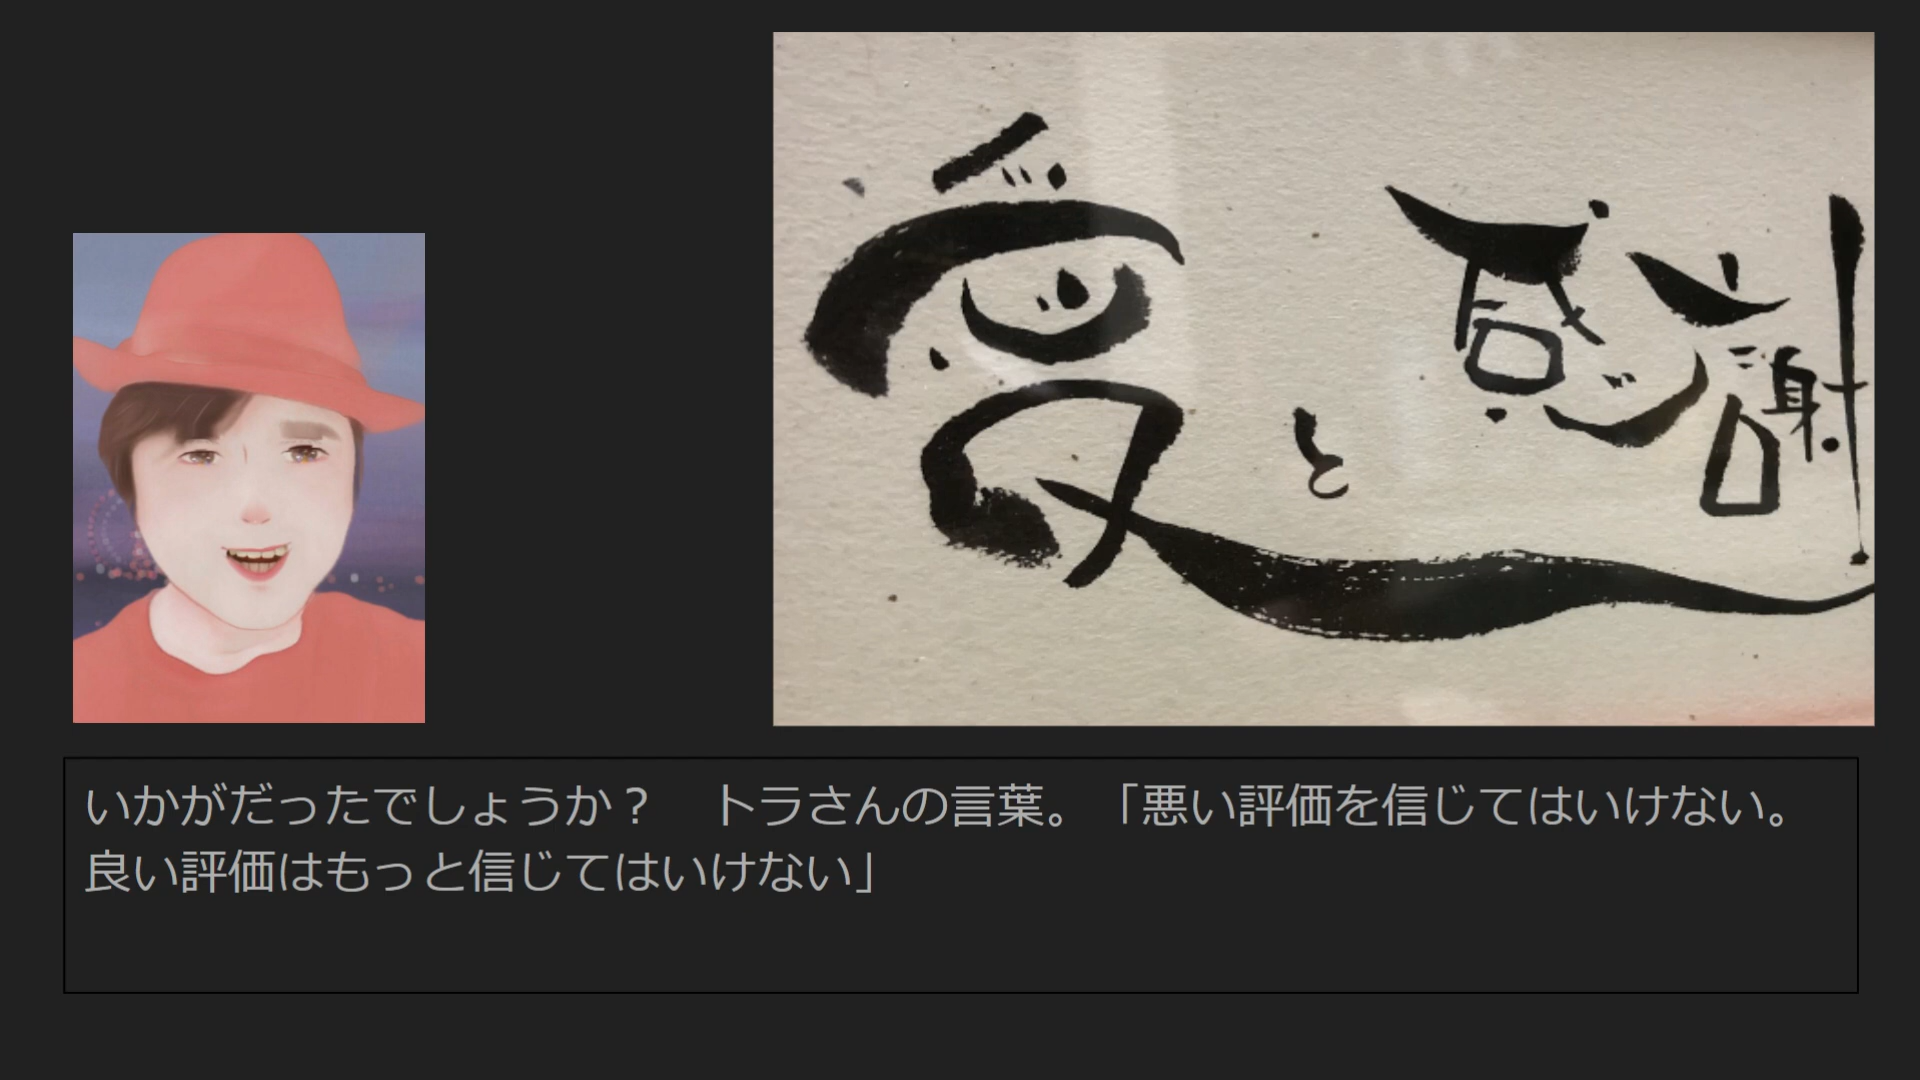 愛と感謝
いかがだったでしょうか？　トラさんの言葉。「悪い評価を信じてはいけない。
良い評価はもっと信じてはいけない」